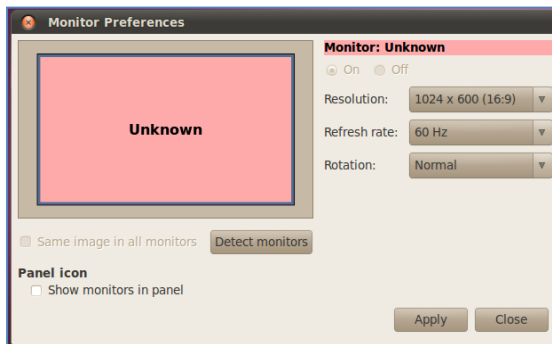 Monitor Preferences
Unknown
Monitor: Unknown
On Off
Resolution: 1024 x 600 (16:9)
Refresh rate: 60 Hz
Rotation: Normal
Same image in all monitors Detect monitors
Panel icon
Show monitors in panel
Apply Close